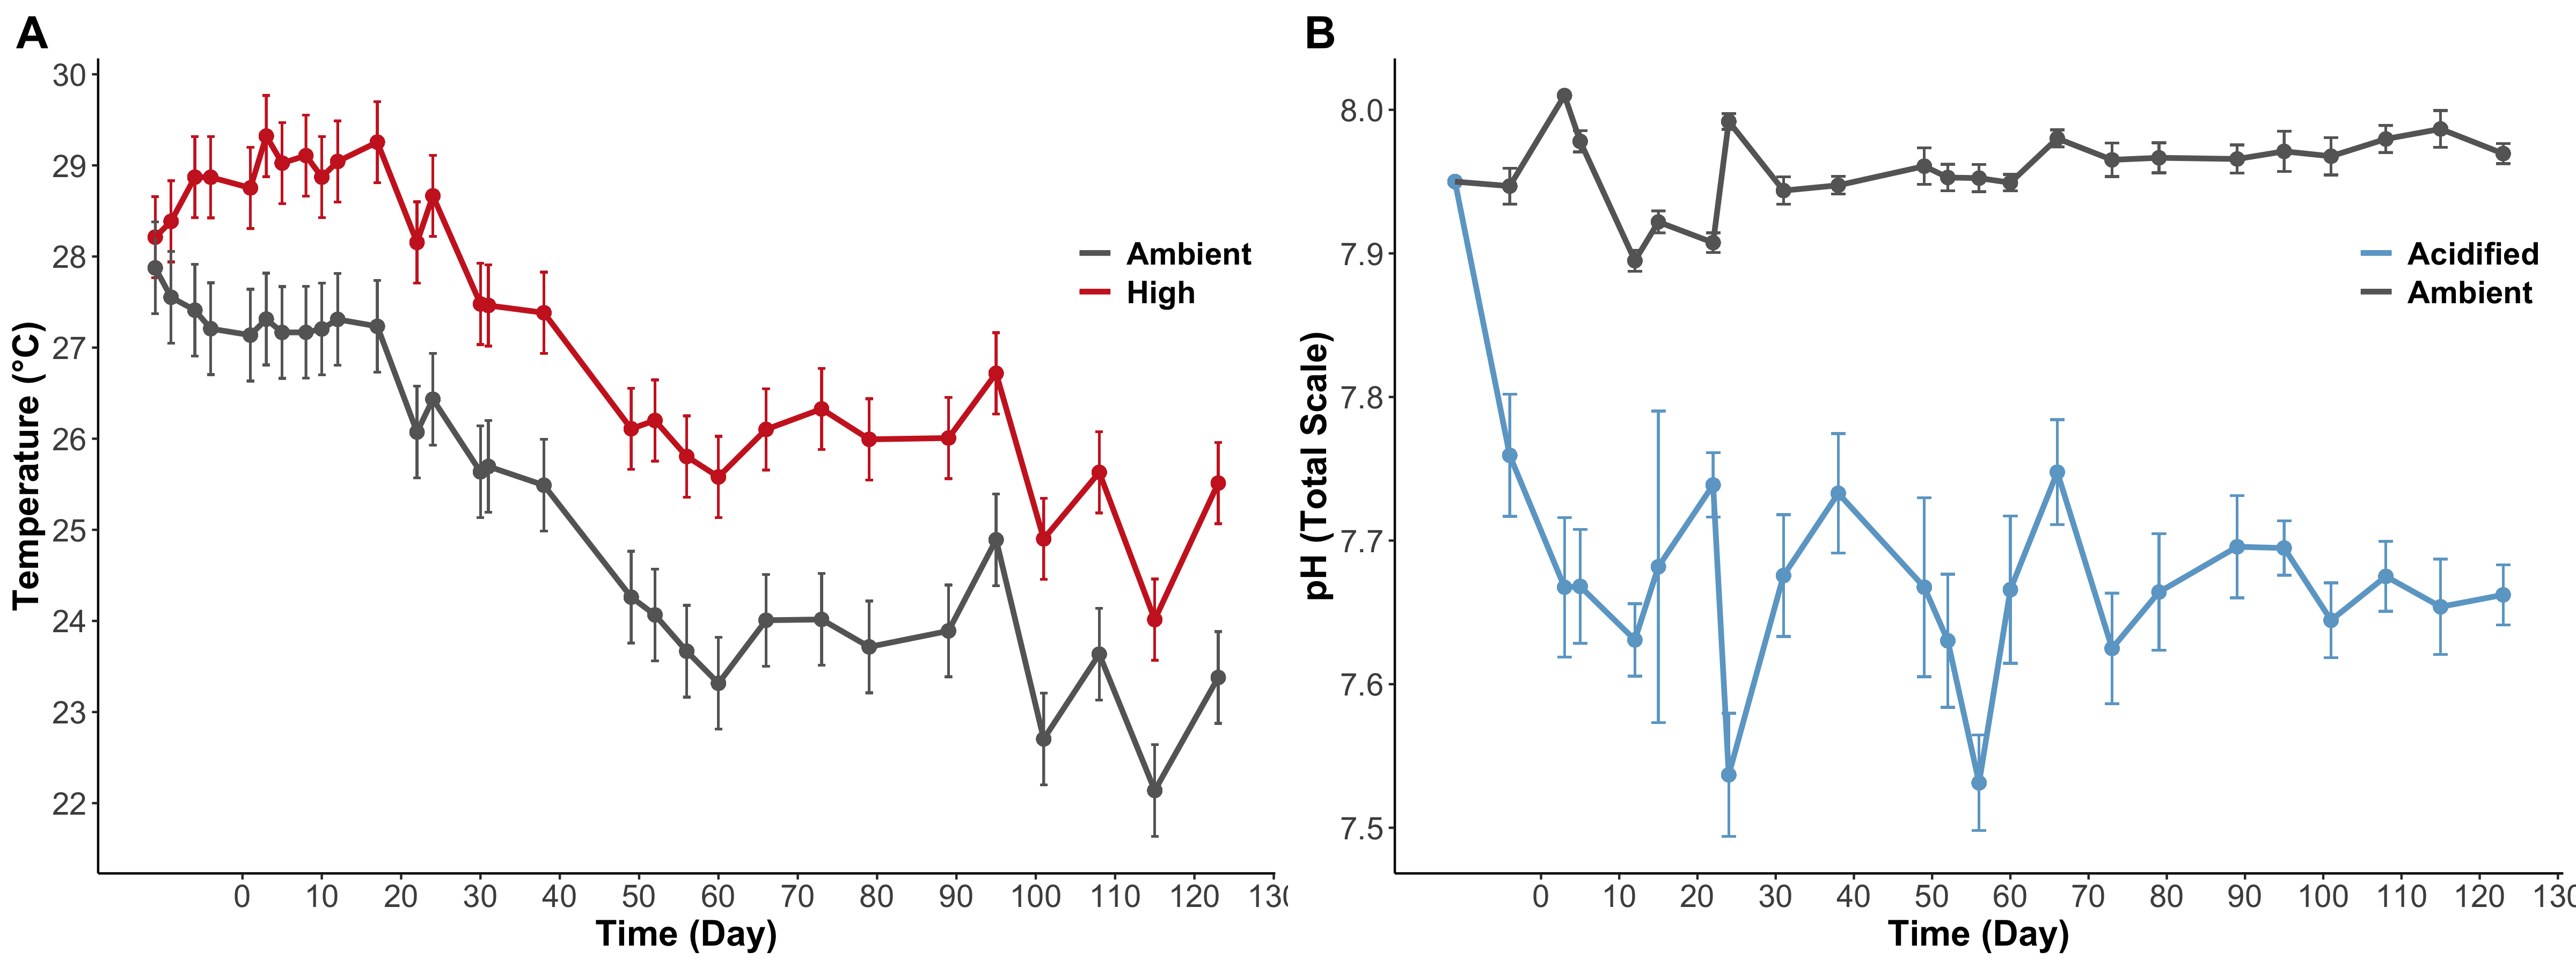 A
30
29
28
27
26
25
24
23
22
Temperature (°C)
Ambient
High
0 10 20 30 40 50 60 70 80 90 100 110 120 130
Time (Day)
B
8.0
7.9
7.8
7.7
7.6
7.5
pH (Total Scale)
Acidified
Ambient
0 10 20 30 40 50 60 70 80 90 100 110 120 130
Time (Day)